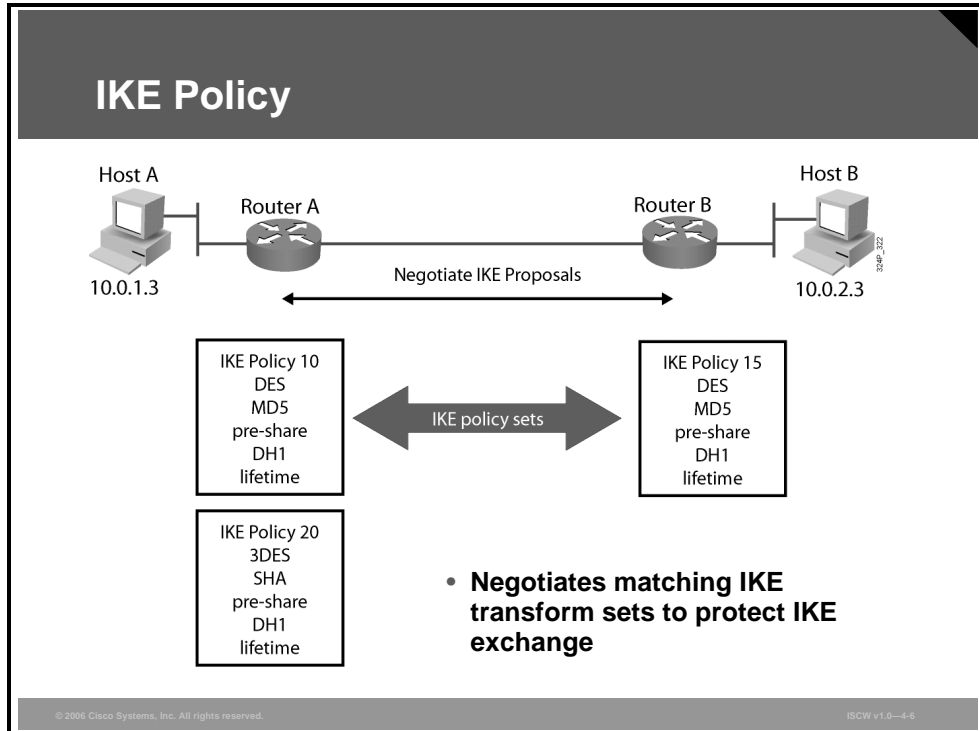 IKE Policy
Host A
Router A
Router B
Host B
10.0.1.3
Negotiate IKE Proposals
10.0.2.3
324P_322
IKE Policy 10
DES
MD5
pre-share
DH1
lifetime
IKE policy sets
IKE Policy 15
DES
MD5
pre-share
DH1
lifetime
IKE Policy 20
3DES
SHA
pre-share
DH1
lifetime
• Negotiates matching IKE
transform sets to protect IKE
exchange
© 2006 Cisco Systems, Inc. All rights reserved.
ISCW v1.0—4-6